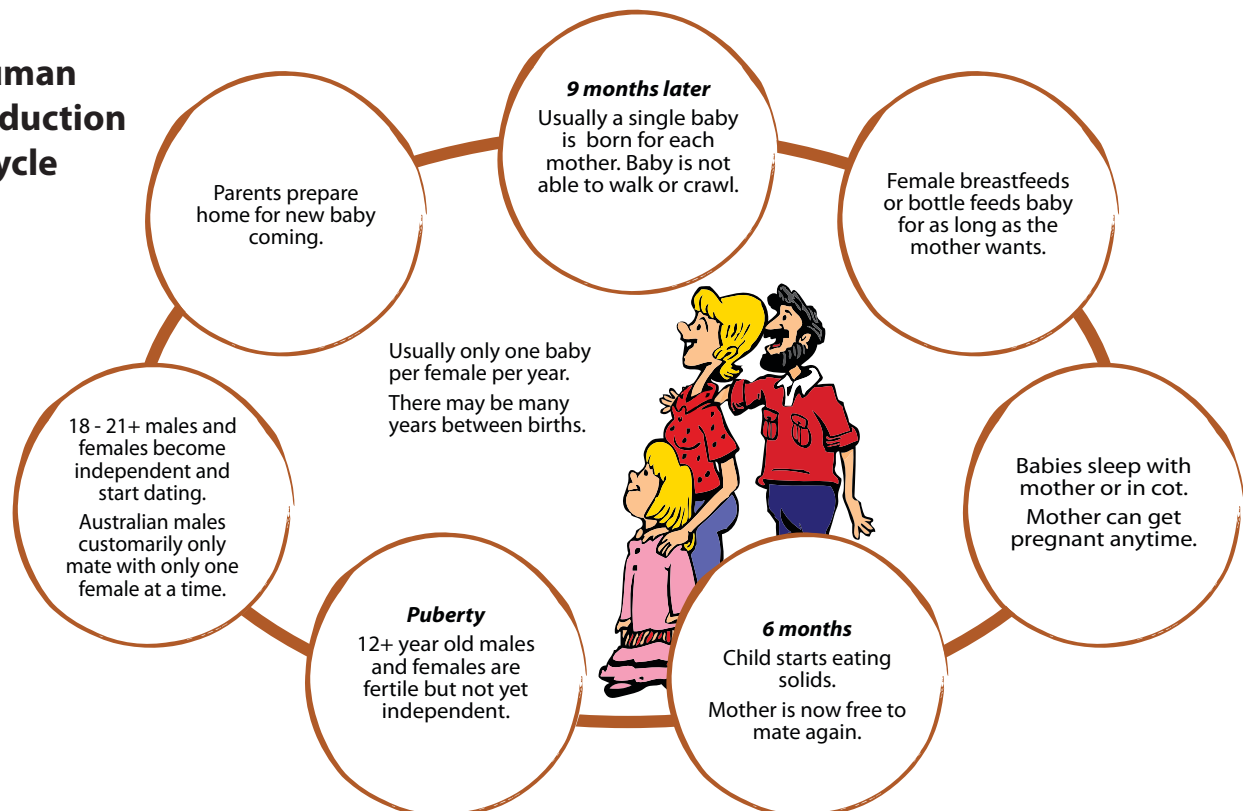 uman
duction
ycle
Parents prepare
home for new baby
coming.
9 months later
Usually a single baby
is born for each
mother. Baby is not
able to walk or crawl.
Female breastfeeds
or bottle feeds baby
for as long as the
mother wants.
Babies sleep with
mother or in cot.
Mother can get
pregnant anytime.
6 months
Child starts eating
solids.
Mother is now free to
mate again.
Puberty
12+ year old males
and females are
fertile but not yet
independent.
18 - 21+ males and
females become
independent and
start dating.
Australian males
customarily only
mate with only one
female at a time.
Usually only one baby
per female per year.
There may be many
years between births.